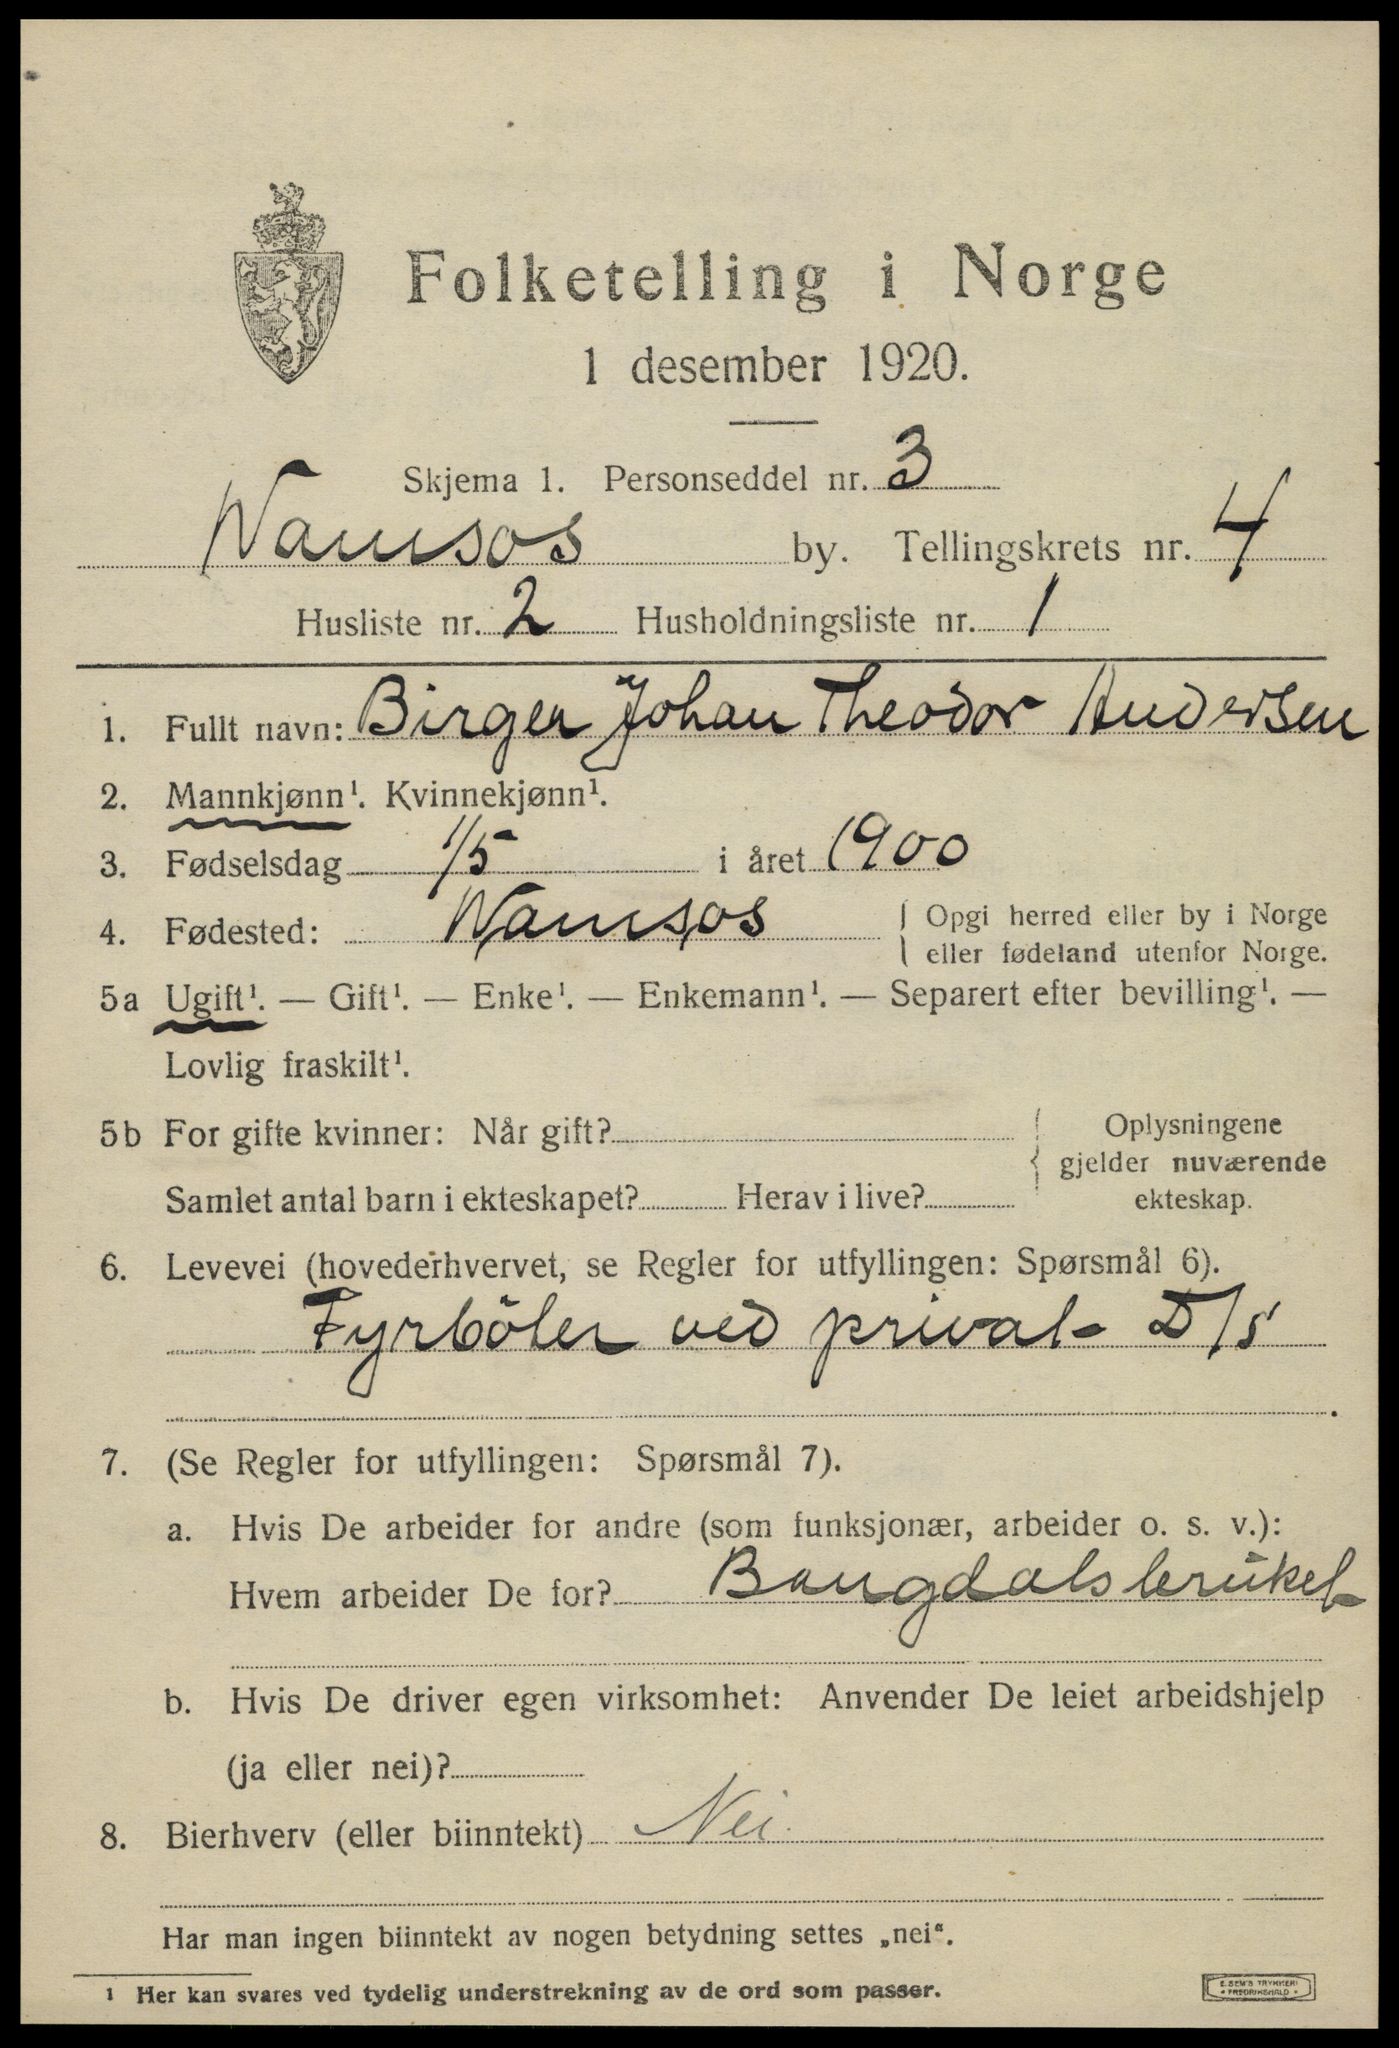 Folketelling i Norge
1 desember 1920.
Skjema 1. Personseddel nr. 3
Namsos by. Tellingskrets nr. 4
Husliste nr. 2 Husholdningsliste nr. 1
1. Fullt navn: Birger Johan Theodor Andersen
2. Mannkjønn¹. Kvinnekjønn¹.
3. Fødselsdag 1/5 i året 1900
4. Fødested: Namsos { Opgi herred eller by i Norge
eller fødeland utenfor Norge.
5a Ugift¹. — Gift¹. — Enke¹. — Enkemann¹. — Separert efter bevilling¹. —
Lovlig fraskilt¹.
5b For gifte kvinner: Når gift?
Samlet antal barn i ekteskapet? Herav i live?
Oplysningene
gjelder nuværende
ekteskap.
6. Levevei (hovederhvervet, se Regler for utfyllingen: Spørsmål 6).
Fyrböter ved privat D/s
7. (Se Regler for utfyllingen: Spørsmål 7).
a. Hvis De arbeider for andre (som funksjonær, arbeider o. s. v.):
Hvem arbeider De for? Bangdalsbruket
b. Hvis De driver egen virksomhet: Anvender De leiet arbeidshjelp
(ja eller nei)?
8. Bierhverv (eller biinntekt) Nei.
Har man ingen biinntekt av nogen betydning settes „nei“.
¹ Her kan svares ved tydelig understrekning av de ord som passer.
E. SEM'S TRYKKERI
FREDRIKSHALD